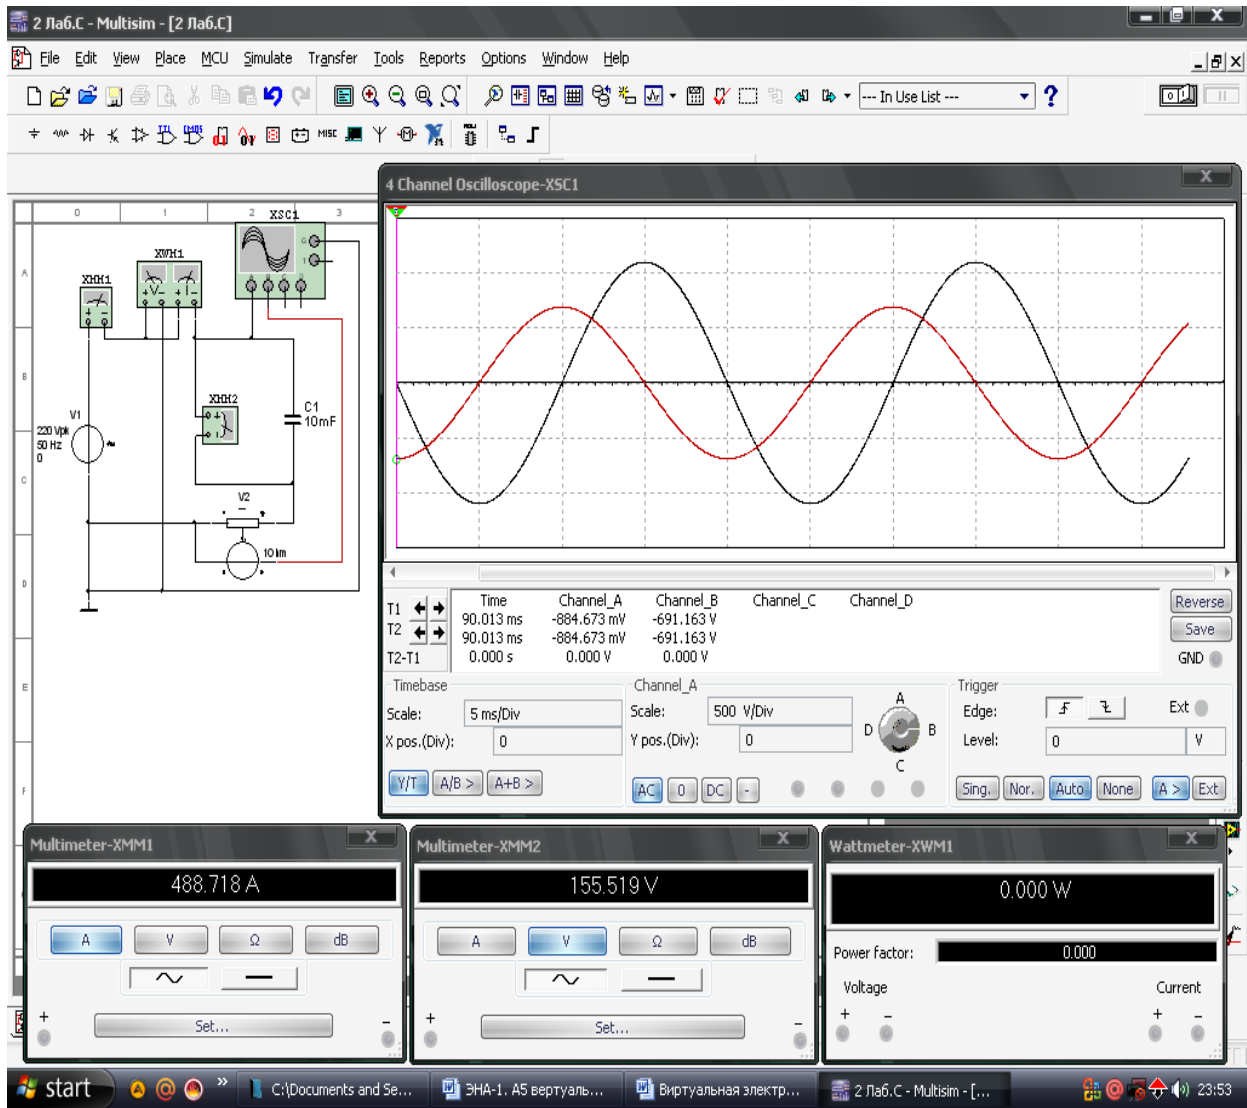 2 Лаб.С - Multisim - [2 Лаб.С]
File Edit View Place MCU Simulate Transfer Tools Reports Options Window Help
--- In Use List ---
?
MISC
4 Channel Oscilloscope-XSC1
X
0 1 2 3
XSC1
G
T
A B C D
XWM1
A
XMM1
+ V - + I -
+ -
B
XMM2
C1
10mF
V1
220 Vpk
50 Hz
0
C
V2
10 km
D
E
F
Time Channel_A Channel_B Channel_C Channel_D
T1 90.013 ms -884.673 mV -691.163 V
T2 90.013 ms -884.673 mV -691.163 V
T2-T1 0.000 s 0.000 V 0.000 V
Reverse
Save
GND
Timebase
Scale: 5 ms/Div
X pos.(Div): 0
Y/T A/B > A+B >
Channel_A
Scale: 500 V/Div
Y pos.(Div): 0
AC 0 DC -
A
D B
C
Trigger
Edge: Ext
Level: 0 V
Sing. Nor. Auto None A > Ext
Multimeter-XMM1 X
488.718 A
A V Ω dB
+ Set... -
Multimeter-XMM2 X
155.519 V
A V Ω dB
+ Set... -
Wattmeter-XWM1 X
0.000 W
Power factor: 0.000
Voltage Current
+ - + -
start » C:\Documents and Se... ЭНА-1. А5 вертуаль... Виртуальная электр... 2 Лаб.С - Multisim - [... 23:53